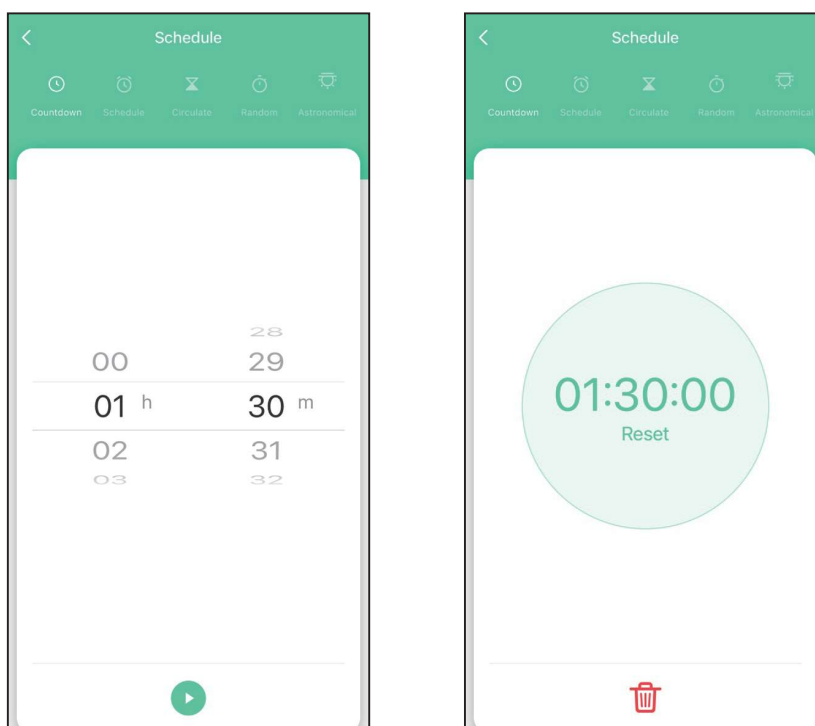 Schedule
Countdown Schedule Circulate Random Astronomical
28
00 29
01 h 30 m
02 31
03 32
Schedule
Countdown Schedule Circulate Random Astronomical
01:30:00
Reset